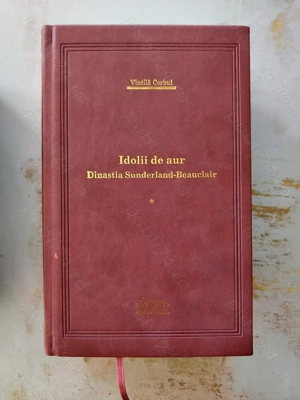 Vintilă Corbul
Idolii de aur
Dinastia Sunderland-Beauclair
*